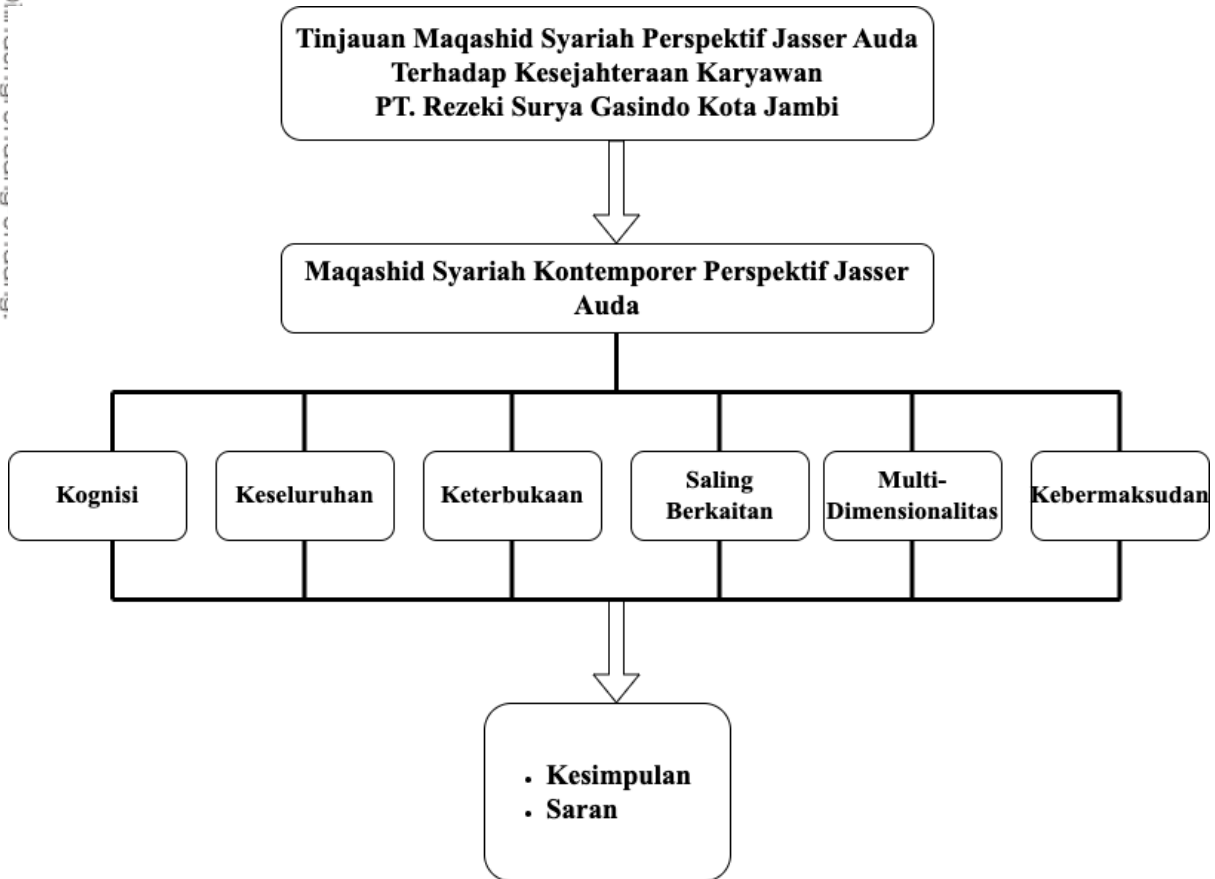 Tinjauan Maqashid Syariah Perspektif Jasser Auda
Terhadap Kesejahteraan Karyawan
PT. Rezeki Surya Gasindo Kota Jambi
Maqashid Syariah Kontemporer Perspektif Jasser
Auda
Kognisi
Keseluruhan
Keterbukaan
Saling
Berkaitan
Multi-
Dimensionalitas
Kebermaksudan
• Kesimpulan
• Saran